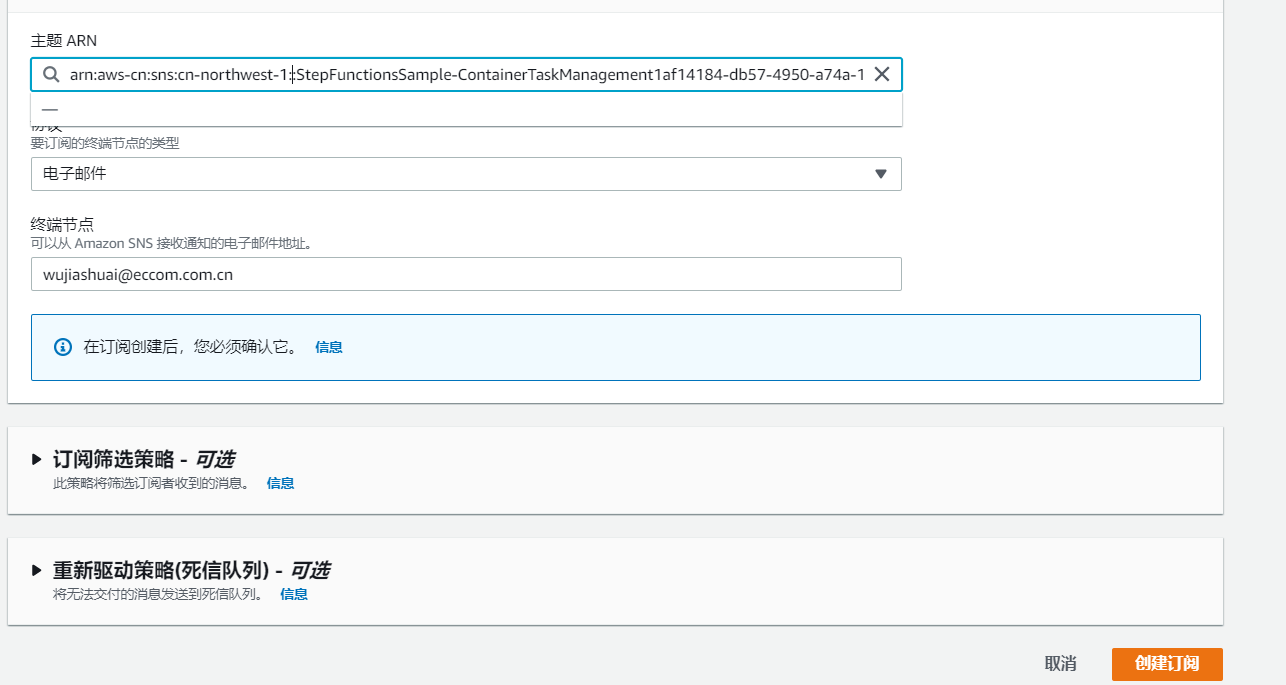 主题 ARN
arn:aws-cn:sns:cn-northwest-1::StepFunctionsSample-ContainerTaskManagement1af14184-db57-4950-a74a-1
—
协议
要订阅的终端节点的类型
电子邮件
终端节点
可以从 Amazon SNS 接收通知的电子邮件地址。
wujiashuai@eccom.com.cn
在订阅创建后，您必须确认它。 信息
订阅筛选策略 - 可选
此策略将筛选订阅者收到的消息。 信息
重新驱动策略(死信队列) - 可选
将无法交付的消息发送到死信队列。 信息
取消 创建订阅